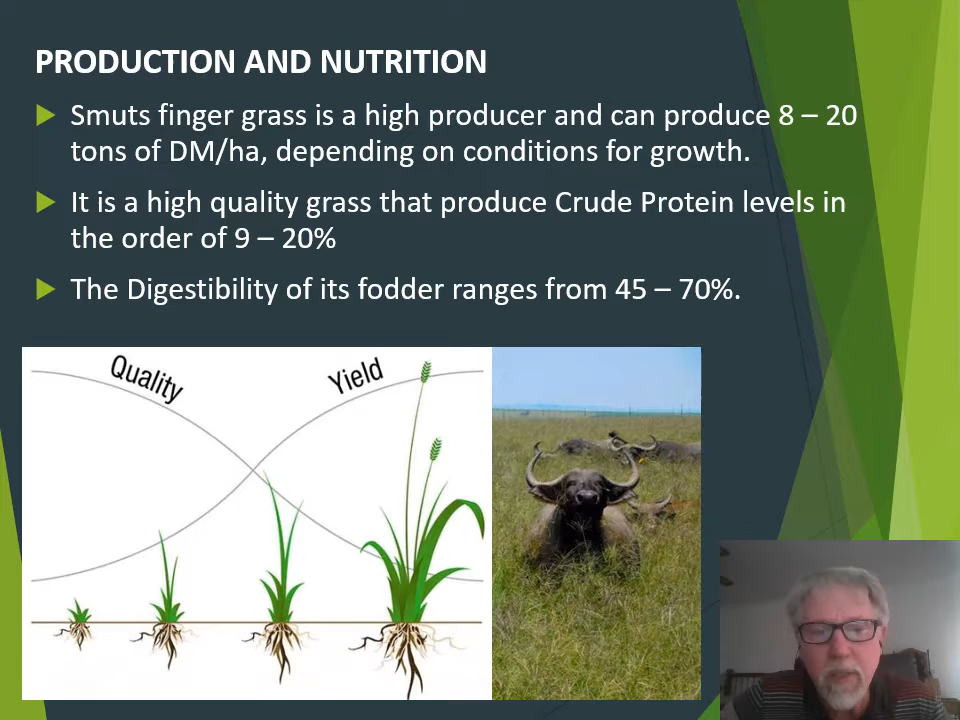 PRODUCTION AND NUTRITION
Smuts finger grass is a high producer and can produce 8 – 20
tons of DM/ha, depending on conditions for growth.
It is a high quality grass that produce Crude Protein levels in
the order of 9 – 20%
The Digestibility of its fodder ranges from 45 – 70%.
Quality
Yield